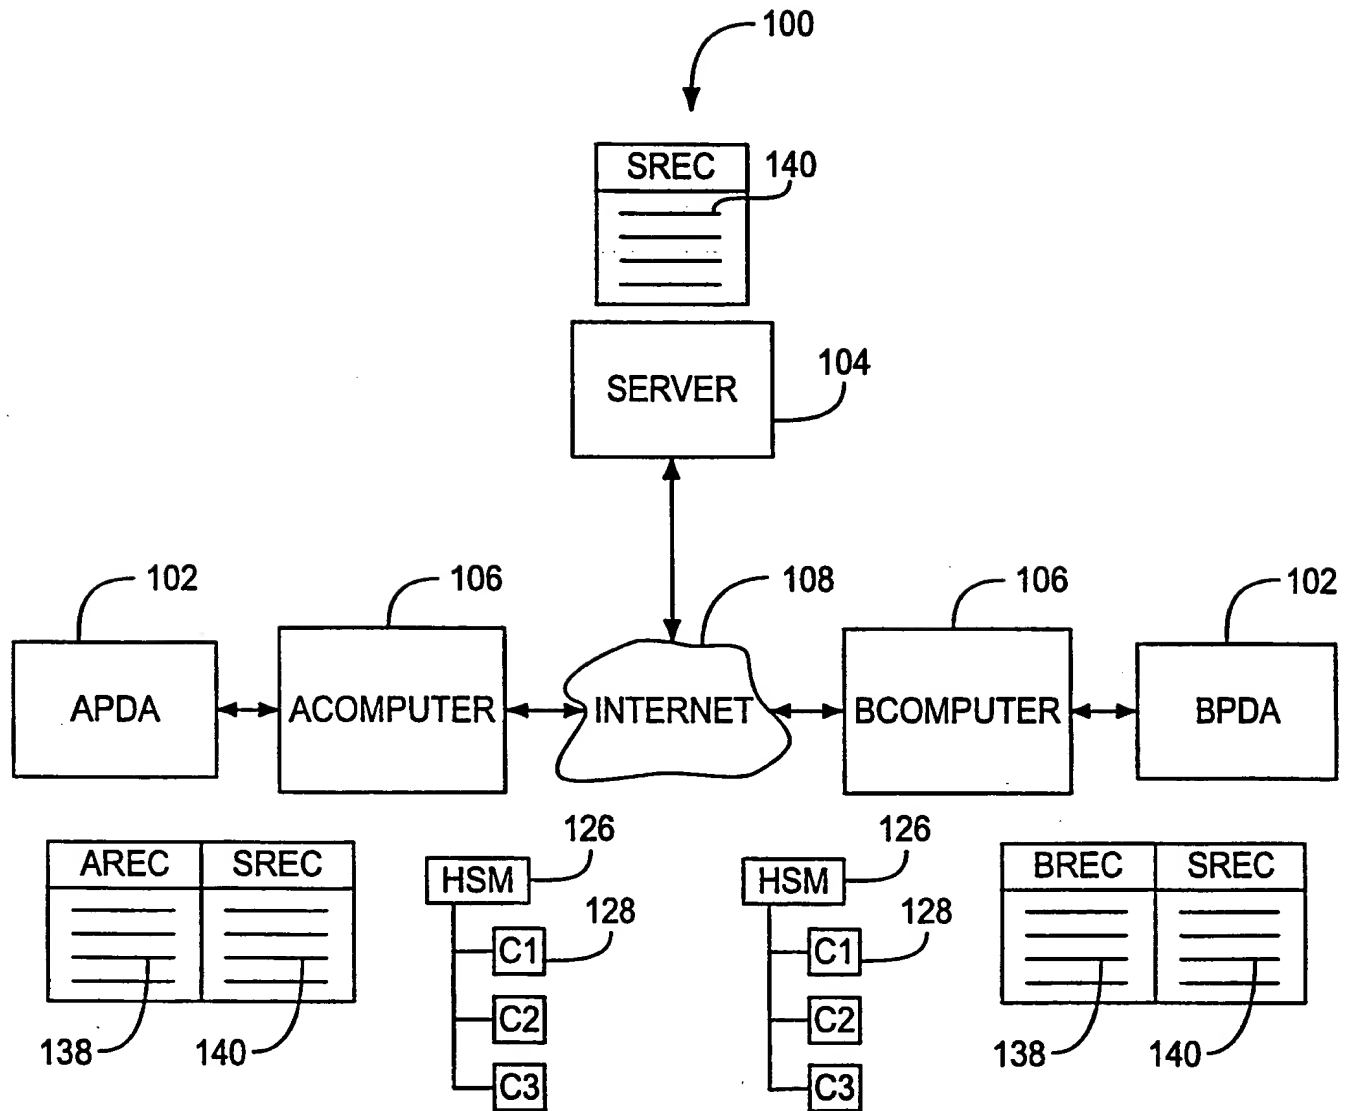 100
SREC
140
SERVER
104
102
106
108
106
102
APDA
ACOMPUTER
INTERNET
BCOMPUTER
BPDA
AREC
SREC
138
140
HSM
126
C1
128
C2
C3
HSM
126
C1
128
C2
C3
BREC
SREC
138
140